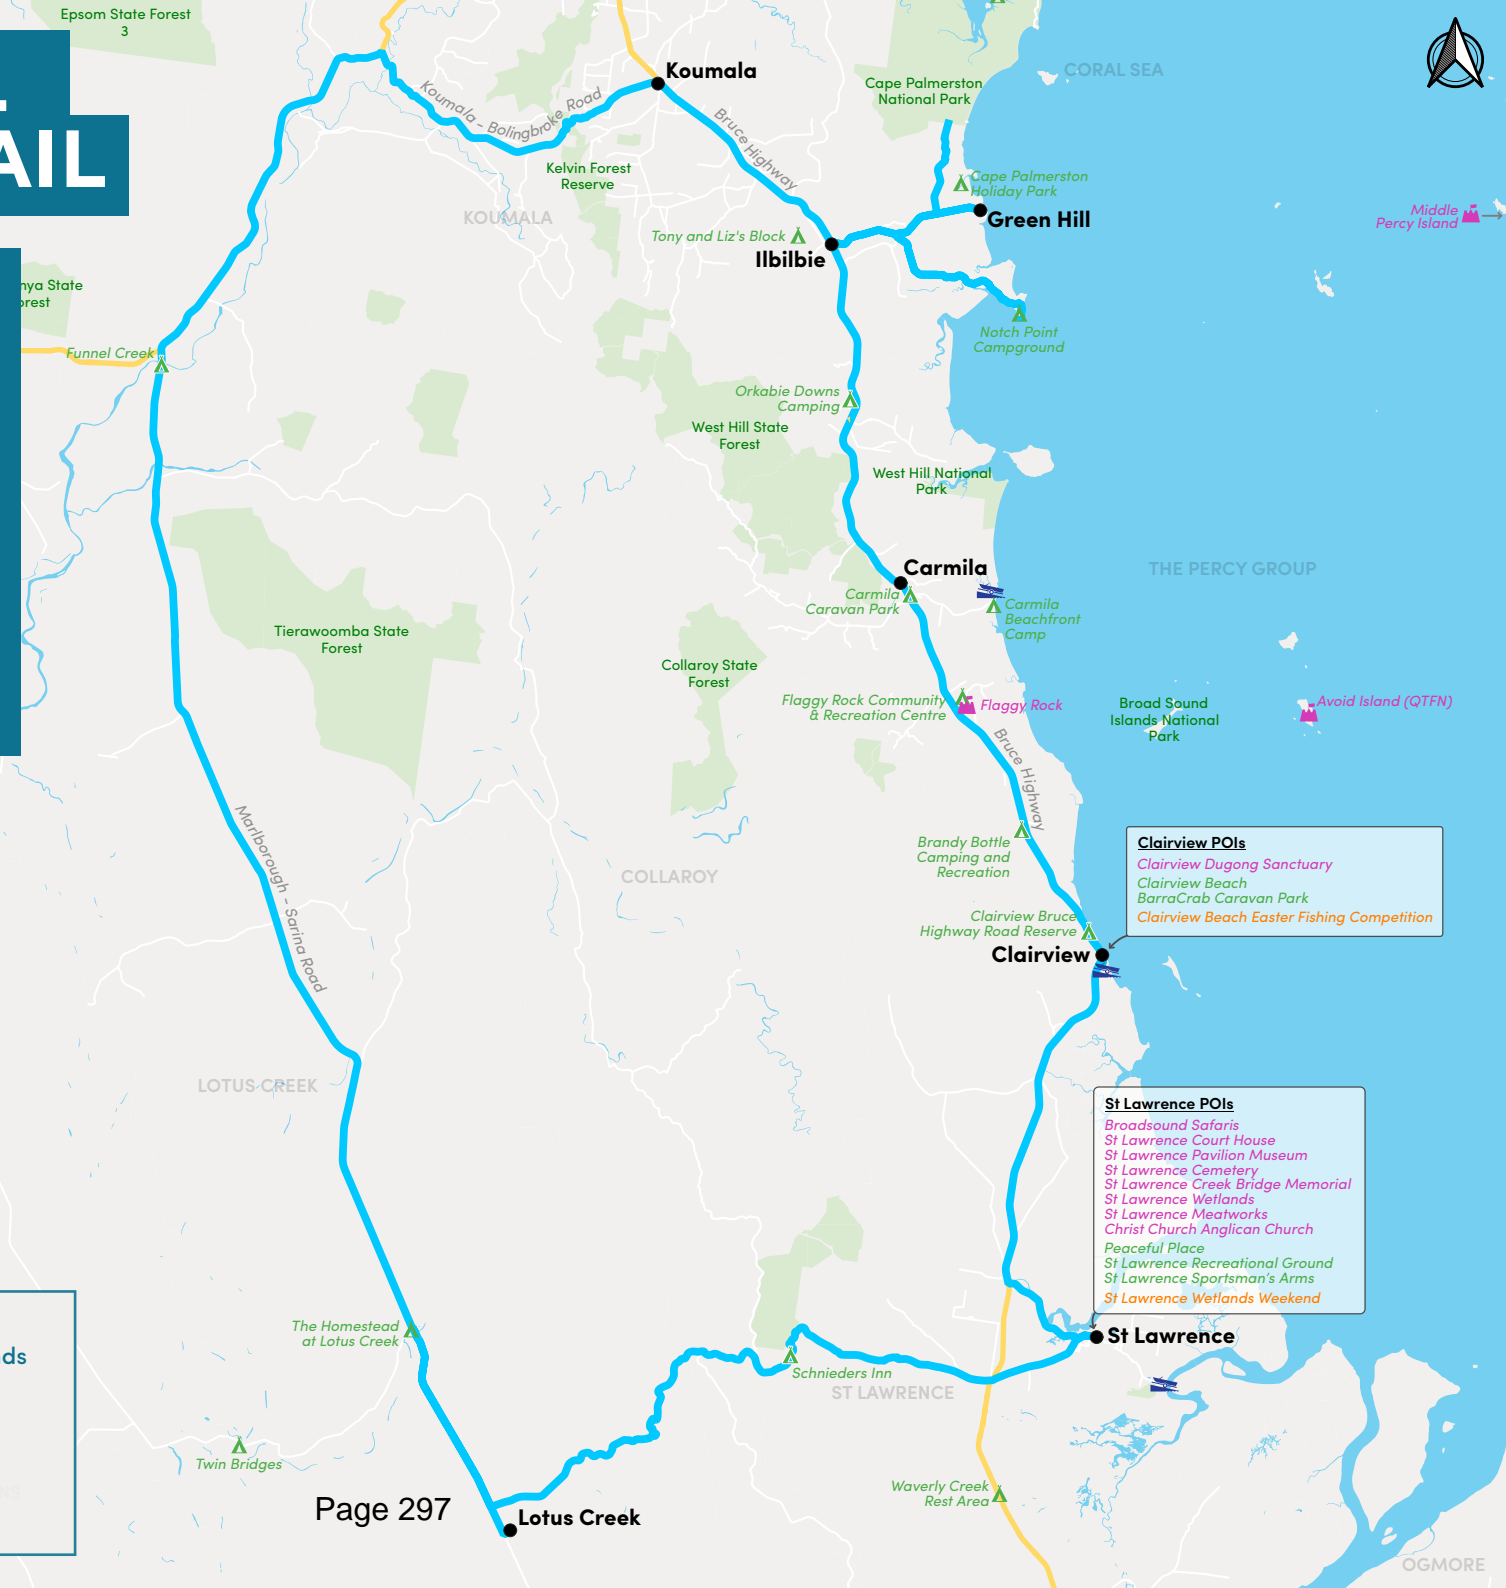 Epsom State Forest
3
AIL
Koumala
Koumala - Bolingbroke Road
Bruce Highway
Cape Palmerston
National Park
CORAL SEA
Kelvin Forest
Reserve
KOUMALA
Cape Palmerston
Holiday Park
Green Hill
Middle
Percy Island
Tony and Liz's Block
Ilbilbie
nya State
orest
Funnel Creek
Notch Point
Campground
Orkabie Downs
Camping
West Hill State
Forest
West Hill National
Park
Carmila
THE PERCY GROUP
Carmila
Caravan Park
Carmila
Beachfront
Camp
Tierawoomba State
Forest
Collaroy State
Forest
Flaggy Rock Community
& Recreation Centre
Flaggy Rock
Broad Sound
Islands National
Park
Avoid Island (QTFN)
Bruce Highway
Marlborough - Sarina Road
Brandy Bottle
Camping and
Recreation
COLLAROY
Clairview POIs
Clairview Dugong Sanctuary
Clairview Beach
BarraCrab Caravan Park
Clairview Beach Easter Fishing Competition
Clairview Bruce
Highway Road Reserve
Clairview
LOTUS CREEK
St Lawrence POIs
Broadsound Safaris
St Lawrence Court House
St Lawrence Pavilion Museum
St Lawrence Cemetery
St Lawrence Creek Bridge Memorial
St Lawrence Wetlands
St Lawrence Meatworks
Christ Church Anglican Church
Peaceful Place
St Lawrence Recreational Ground
St Lawrence Sportsman's Arms
St Lawrence Wetlands Weekend
The Homestead
at Lotus Creek
St Lawrence
nds
Schnieders Inn
ST LAWRENCE
Twin Bridges
Waverly Creek
Rest Area
NS
Page 297
Lotus Creek
OGMORE